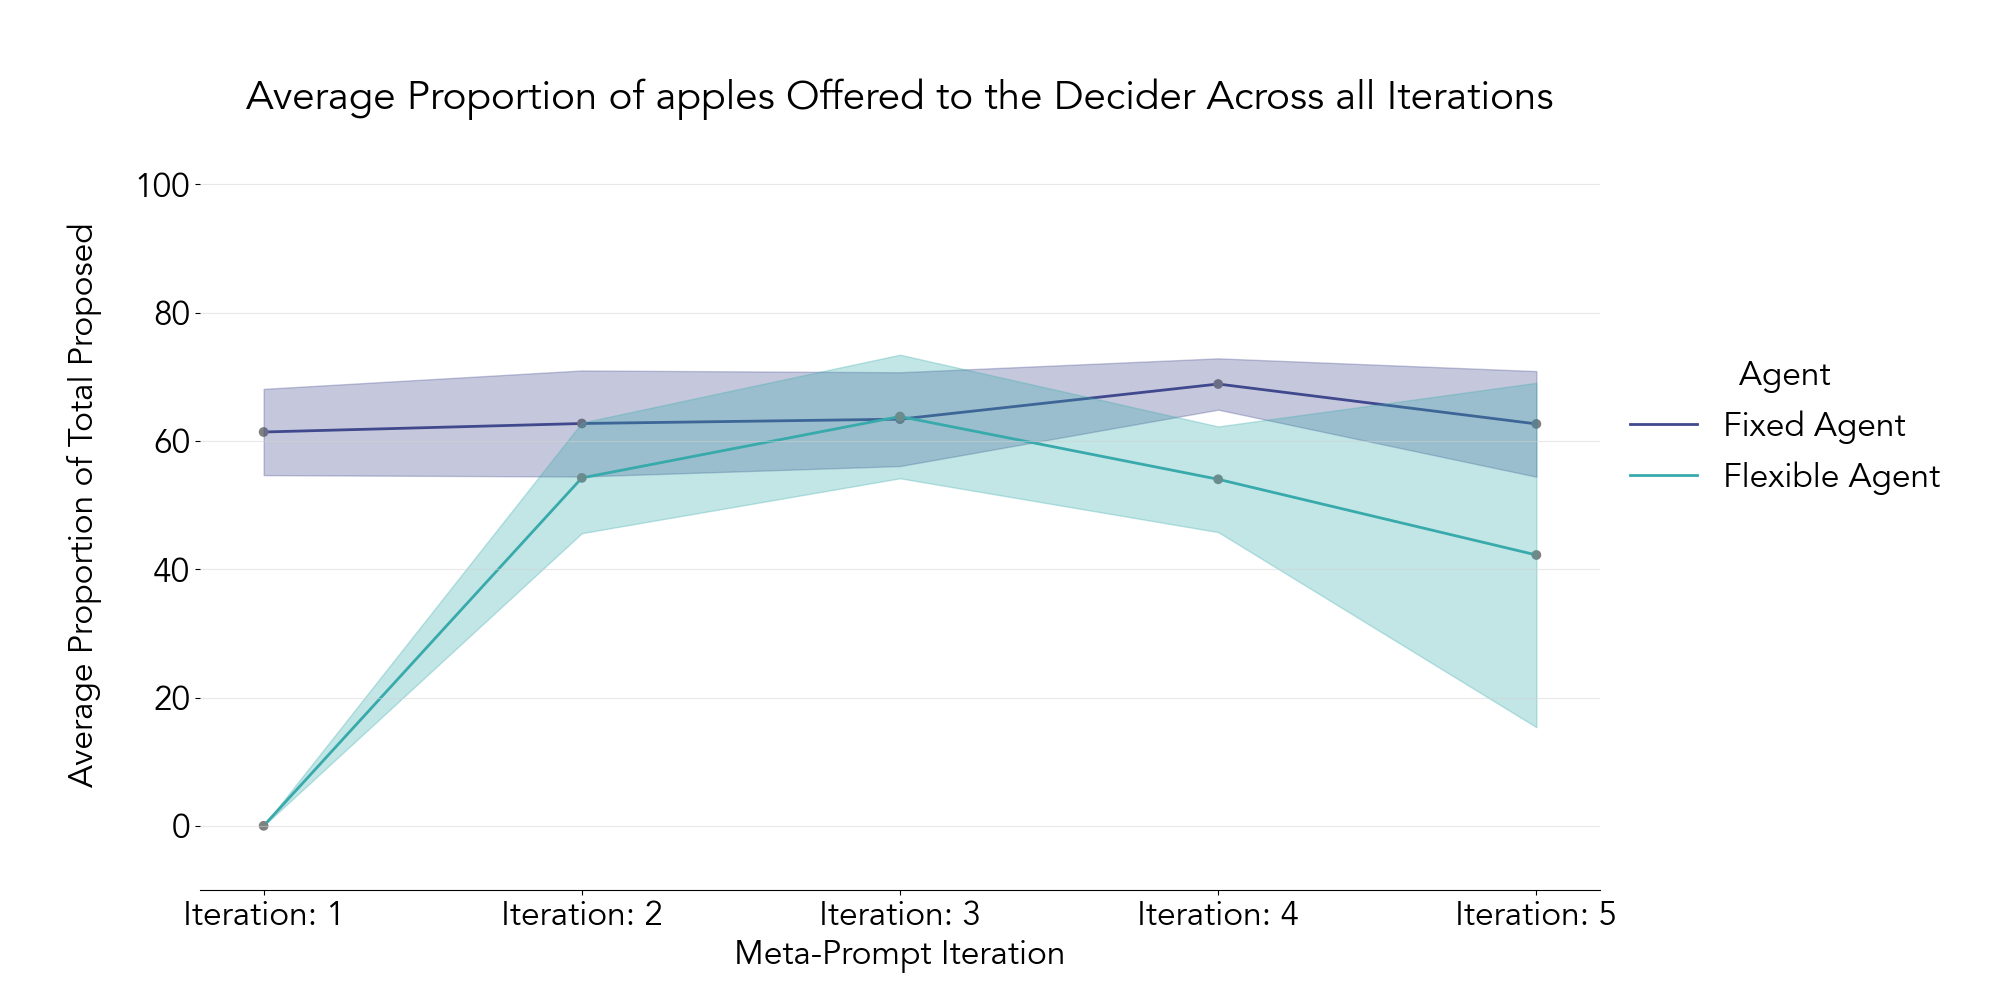 Average Proportion of apples Offered to the Decider Across all Iterations
Average Proportion of Total Proposed
100
80
60
40
20
0
Agent
Fixed Agent
Flexible Agent
Iteration: 1
Iteration: 2
Iteration: 3
Iteration: 4
Iteration: 5
Meta-Prompt Iteration